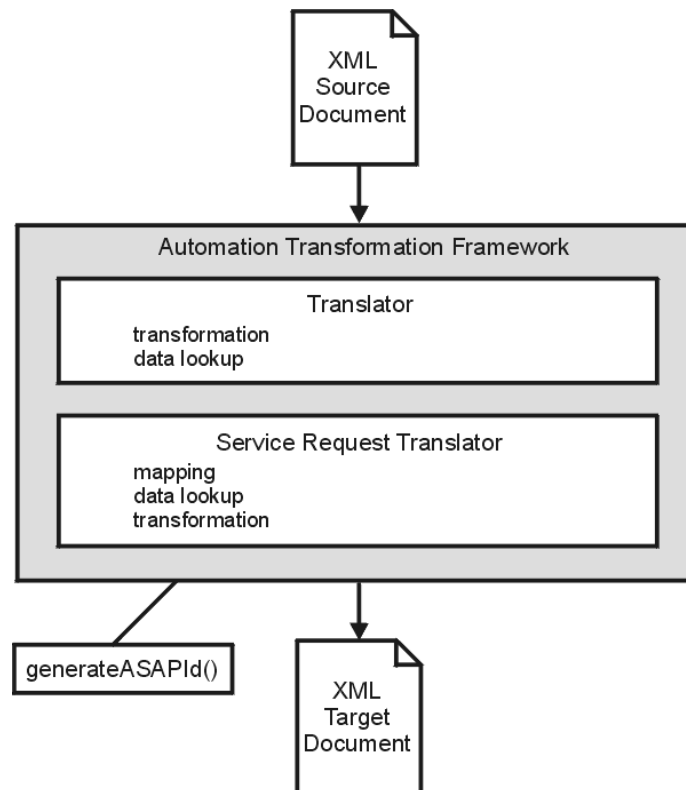 XML
Source
Document
Automation Transformation Framework
Translator
transformation
data lookup
Service Request Translator
mapping
data lookup
transformation
generateASAPId()
XML
Target
Document